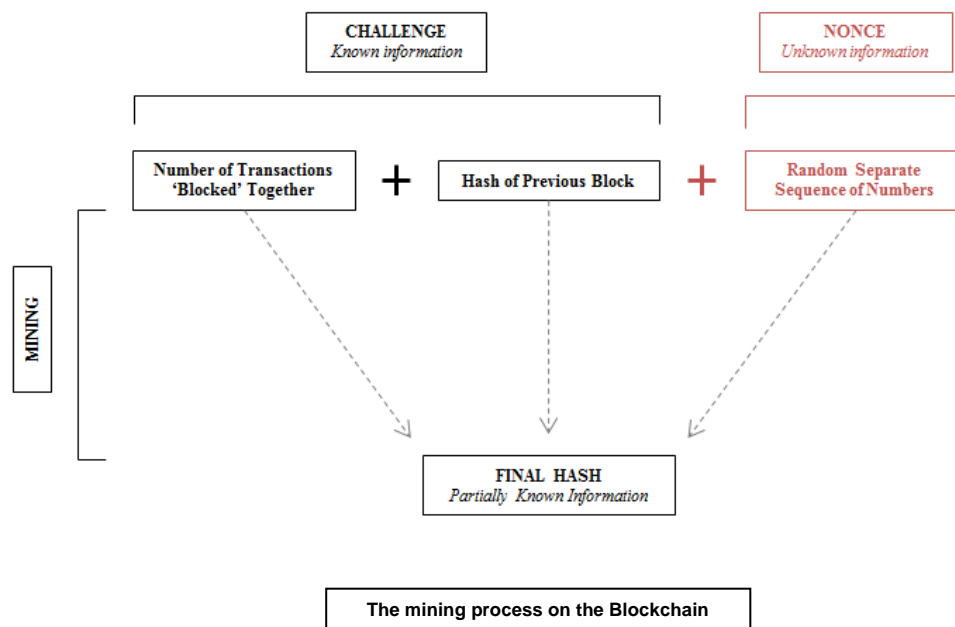 CHALLENGE
Known information
NONCE
Unknown information
Number of Transactions
‘Blocked’ Together
+
Hash of Previous Block
+
Random Separate
Sequence of Numbers
MINING
FINAL HASH
Partially Known Information
The mining process on the Blockchain